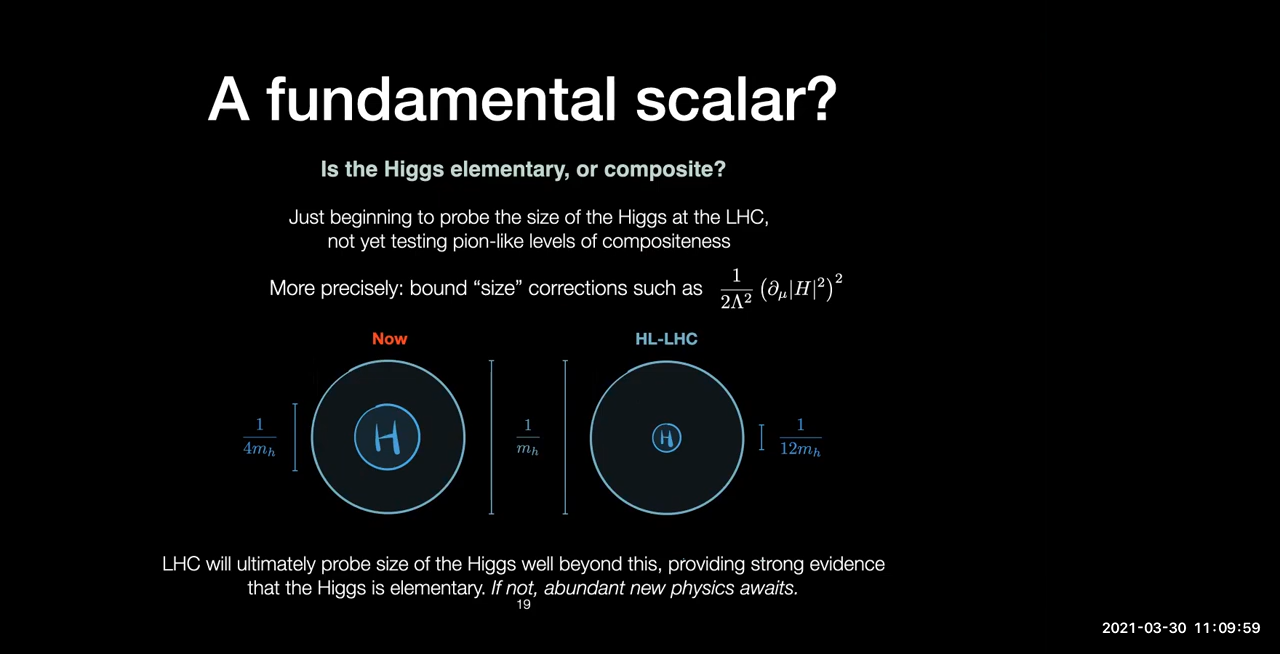 A fundamental scalar?
Is the Higgs elementary, or composite?
Just beginning to probe the size of the Higgs at the LHC,
not yet testing pion-like levels of compositeness
More precisely: bound “size” corrections such as 1/2Λ² (∂μ|H|²)²
Now
HL-LHC
1/4mₕ
H
1/mₕ
H
1/12mₕ
LHC will ultimately probe size of the Higgs well beyond this, providing strong evidence
that the Higgs is elementary. If not, abundant new physics awaits.
19
2021-03-30 11:09:59